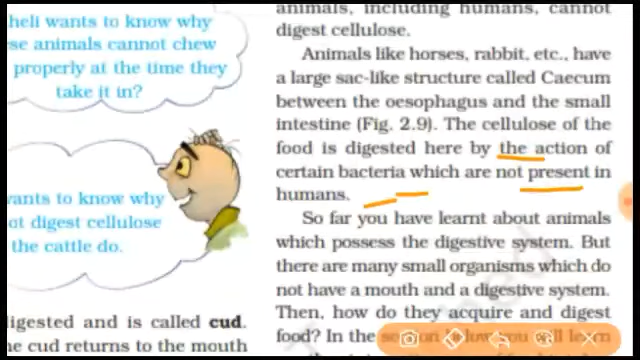 heli wants to know why
se animals cannot chew
properly at the time they
take it in?
ants to know why
ot digest cellulose
the cattle do.
igested and is called cud.
e cud returns to the mouth
animals, including humans, cannot
digest cellulose.
Animals like horses, rabbit, etc., have
a large sac-like structure called Caecum
between the oesophagus and the small
intestine (Fig. 2.9). The cellulose of the
food is digested here by the action of
certain bacteria which are not present in
humans.
So far you have learnt about animals
which possess the digestive system. But
there are many small organisms which do
not have a mouth and a digestive system.
Then, how do they acquire and digest
food? In the section below, you will learn